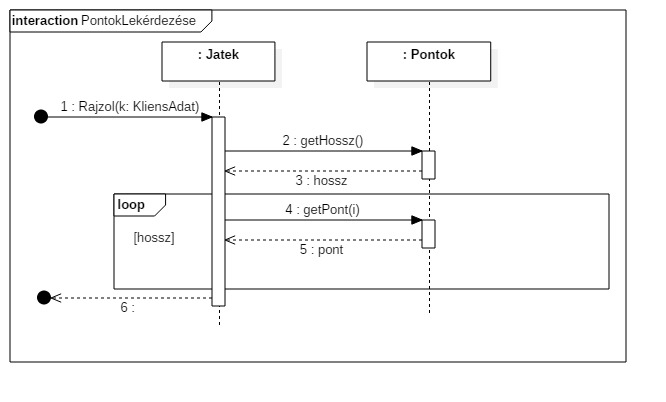 interaction PontokLekérdezése
: Jatek
: Pontok
1 : Rajzol(k: KliensAdat)
2 : getHossz()
3 : hossz
loop
4 : getPont(i)
[hossz]
5 : pont
6 :